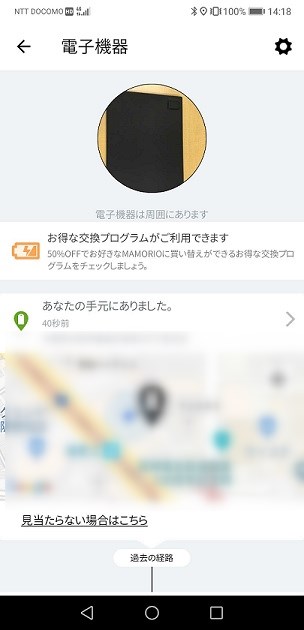 NTT DOCOMO HD 100% 14:18
電子機器
電子機器は周囲にあります
お得な交換プログラムがご利用できます
50%OFFでお好きなMAMORIOに買い替えができるお得な交換プロ
グラムをチェックしましょう。
あなたの手元にありました。
40秒前
見当たらない場合はこちら
過去の経路